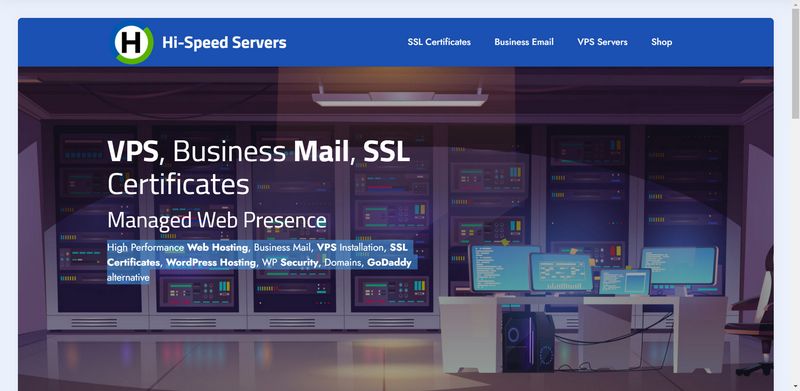 H
Hi-Speed Servers
SSL Certificates
Business Email
VPS Servers
Shop
VPS, Business Mail, SSL
Certificates
Managed Web Presence
High Performance Web Hosting, Business Mail, VPS Installation, SSL
Certificates, WordPress Hosting, WP Security, Domains, GoDaddy
alternative